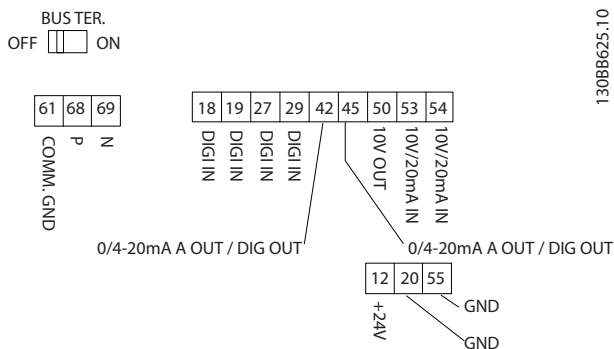 BUS TER.
OFF ON
130BB625.10
61 68 69
18 19 27 29 42 45 50 53 54
COMM. GND
P
N
DIGI IN
DIGI IN
DIGI IN
DIGI IN
10V OUT
10V/20mA IN
10V/20mA IN
0/4-20mA A OUT / DIG OUT
0/4-20mA A OUT / DIG OUT
12 20 55
+24V
GND
GND